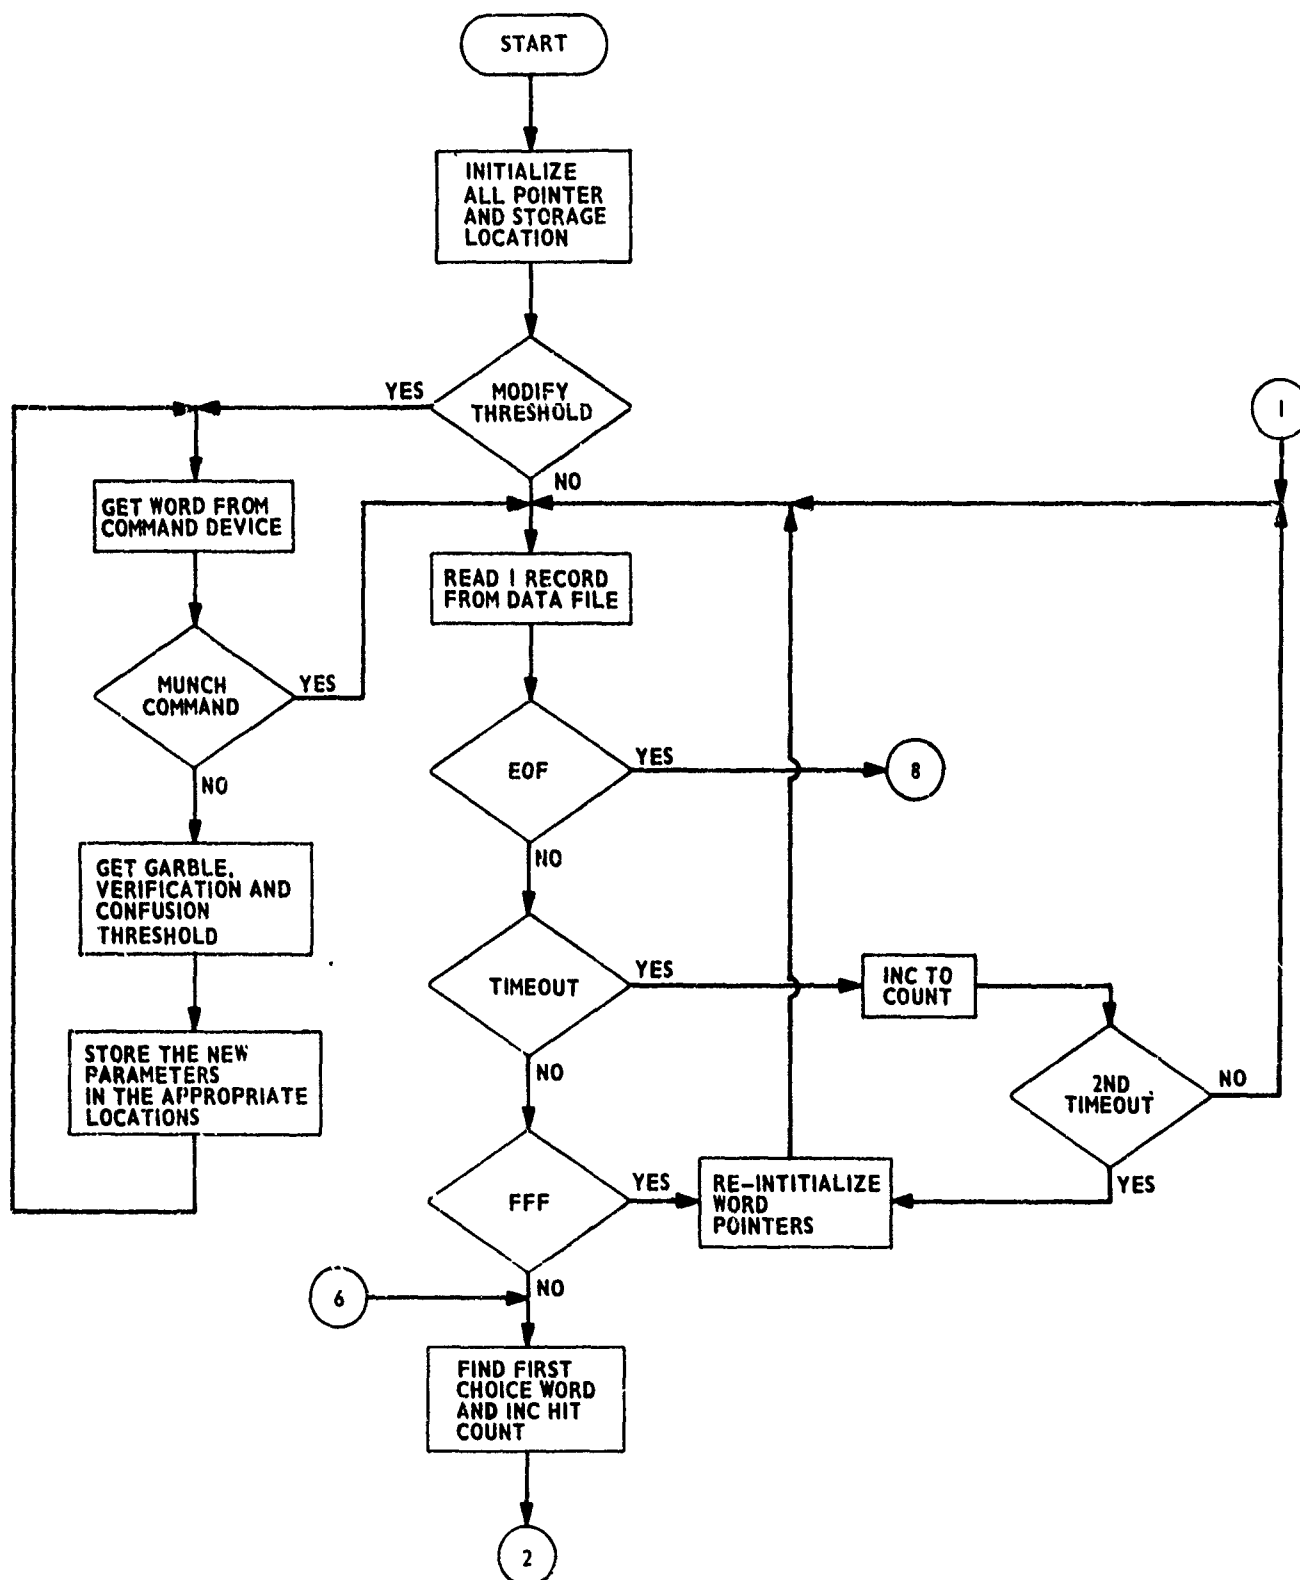 START
INITIALIZE
ALL POINTER
AND STORAGE
LOCATION
YES
MODIFY
THRESHOLD
1
NO
GET WORD FROM
COMMAND DEVICE
READ 1 RECORD
FROM DATA FILE
MUNCH
COMMAND
YES
EOF
YES
8
NO
NO
GET GARBLE,
VERIFICATION AND
CONFUSION
THRESHOLD
TIMEOUT
YES
INC TO
COUNT
NO
STORE THE NEW
PARAMETERS
IN THE APPROPRIATE
LOCATIONS
2ND
TIMEOUT
NO
YES
FFF
YES
RE-INTITIALIZE
WORD
POINTERS
NO
6
FIND FIRST
CHOICE WORD
AND INC HIT
COUNT
2